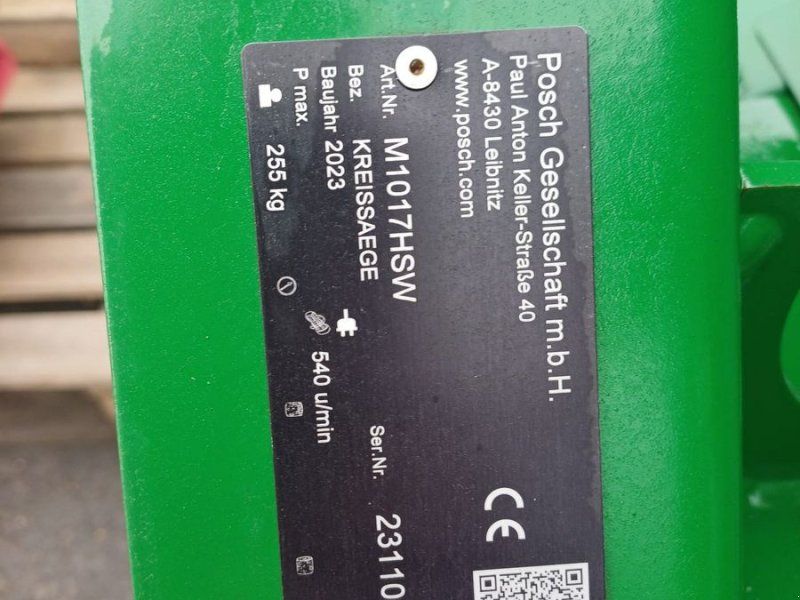 Posch Gesellschaft m.b.H.
Paul Anton Keller-Straße 40
A-8430 Leibnitz
www.posch.com
Art.Nr. M1017HSW
Bez. KREISSAEGE
Baujahr 2023
P max. 540 u/min
255 kg
Ser.Nr. 23110
CE